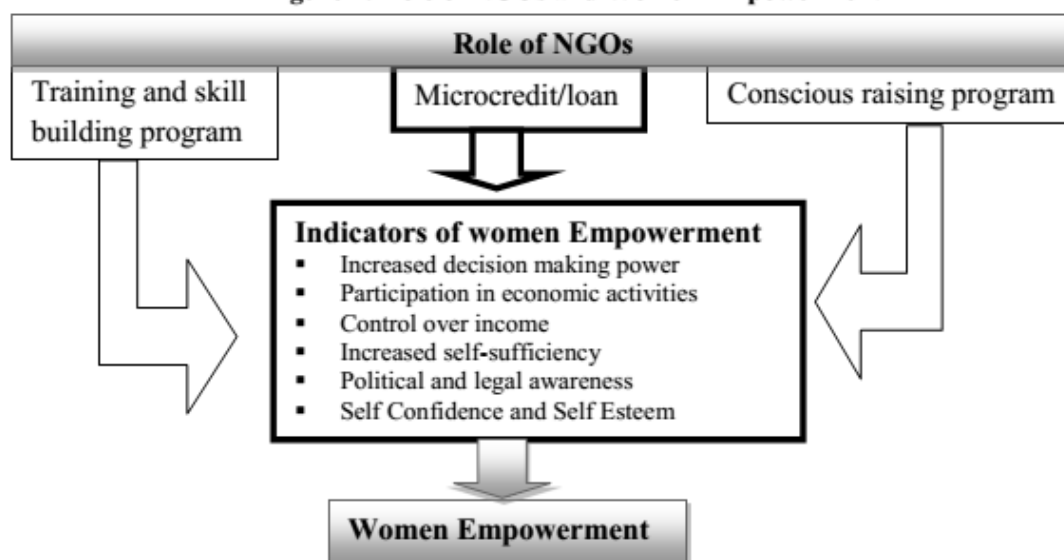 Role of NGOs
Training and skill
building program
Microcredit/loan
Conscious raising program
Indicators of women Empowerment
▪ Increased decision making power
▪ Participation in economic activities
▪ Control over income
▪ Increased self-sufficiency
▪ Political and legal awareness
▪ Self Confidence and Self Esteem
Women Empowerment